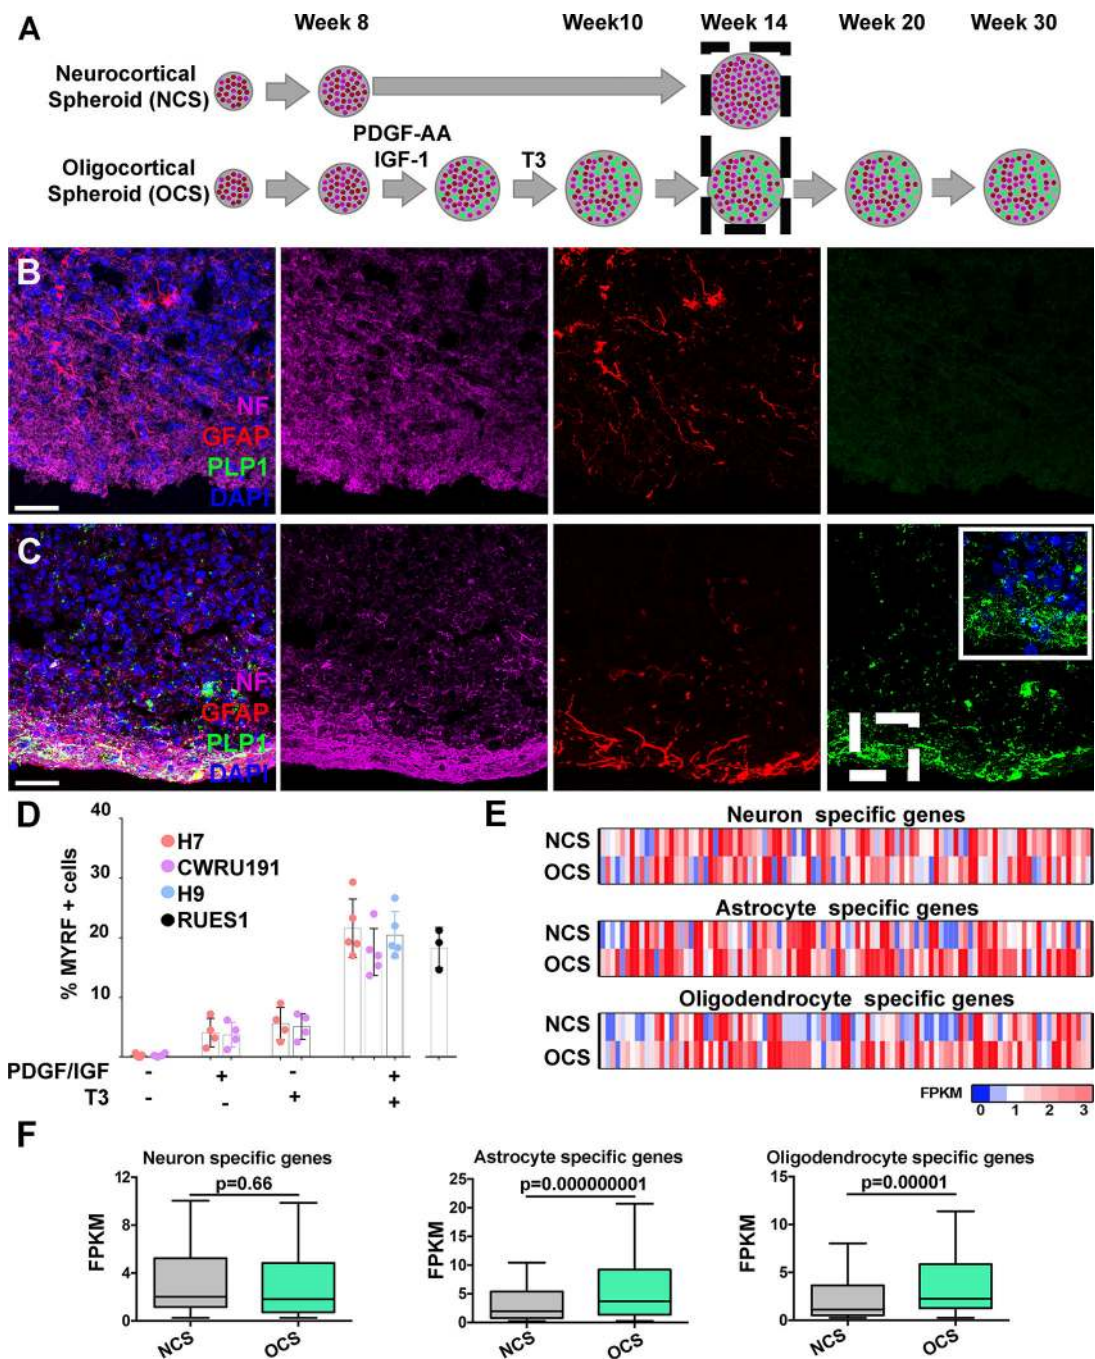 A
Week 8
Week10
Week 14
Week 20
Week 30
Neurocortical
Spheroid (NCS)
PDGF-AA
IGF-1
T3
Oligocortical
Spheroid (OCS)
B
NF
GFAP
PLP1
DAPI
C
NF
GFAP
PLP1
DAPI
D
% MYRF + cells
40
30
20
10
H7
CWRU191
H9
RUES1
PDGF/IGF - + - +
T3 - - + +
E
Neuron specific genes
NCS
OCS
Astrocyte specific genes
NCS
OCS
Oligodendrocyte specific genes
NCS
OCS
FPKM
0 1 2 3
F
Neuron specific genes
p=0.66
FPKM
12
8
4
0
NCS
OCS
Astrocyte specific genes
p=0.000000001
FPKM
25
20
15
10
5
0
NCS
OCS
Oligodendrocyte specific genes
p=0.00001
FPKM
15
10
5
0
NCS
OCS